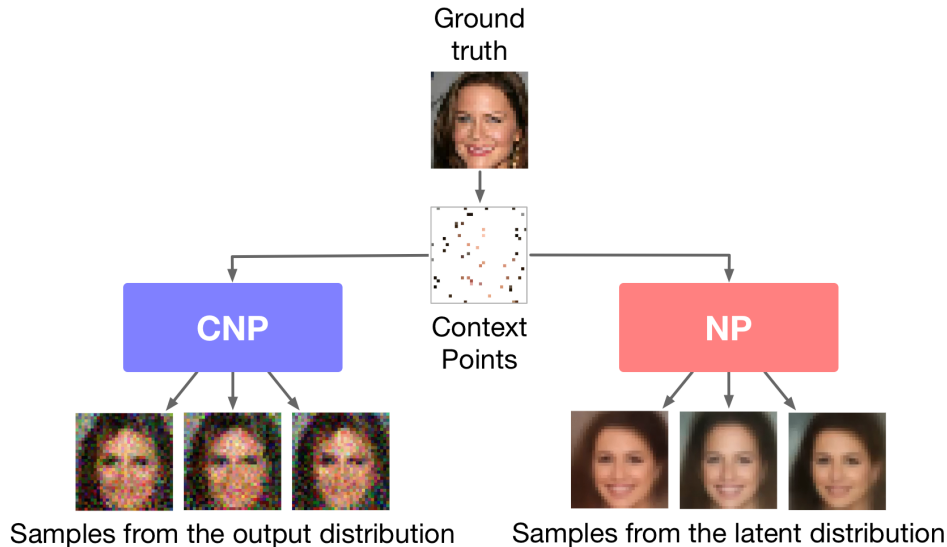 Ground
truth
Context
Points
CNP
NP
Samples from the output distribution
Samples from the latent distribution